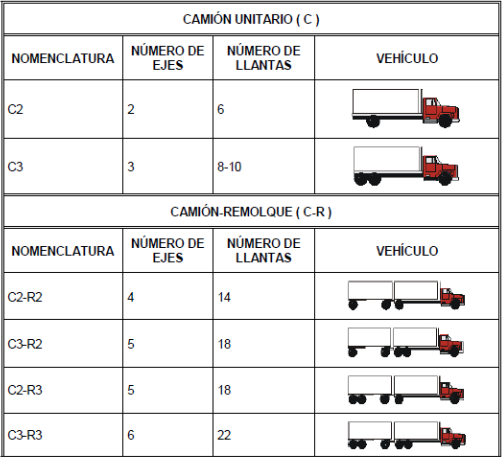 CAMIÓN UNITARIO ( C )
NOMENCLATURA NÚMERO DE EJES NÚMERO DE LLANTAS VEHÍCULO
C2 2 6
C3 3 8-10
CAMIÓN-REMOLQUE ( C-R )
NOMENCLATURA NÚMERO DE EJES NÚMERO DE LLANTAS VEHÍCULO
C2-R2 4 14
C3-R2 5 18
C2-R3 5 18
C3-R3 6 22